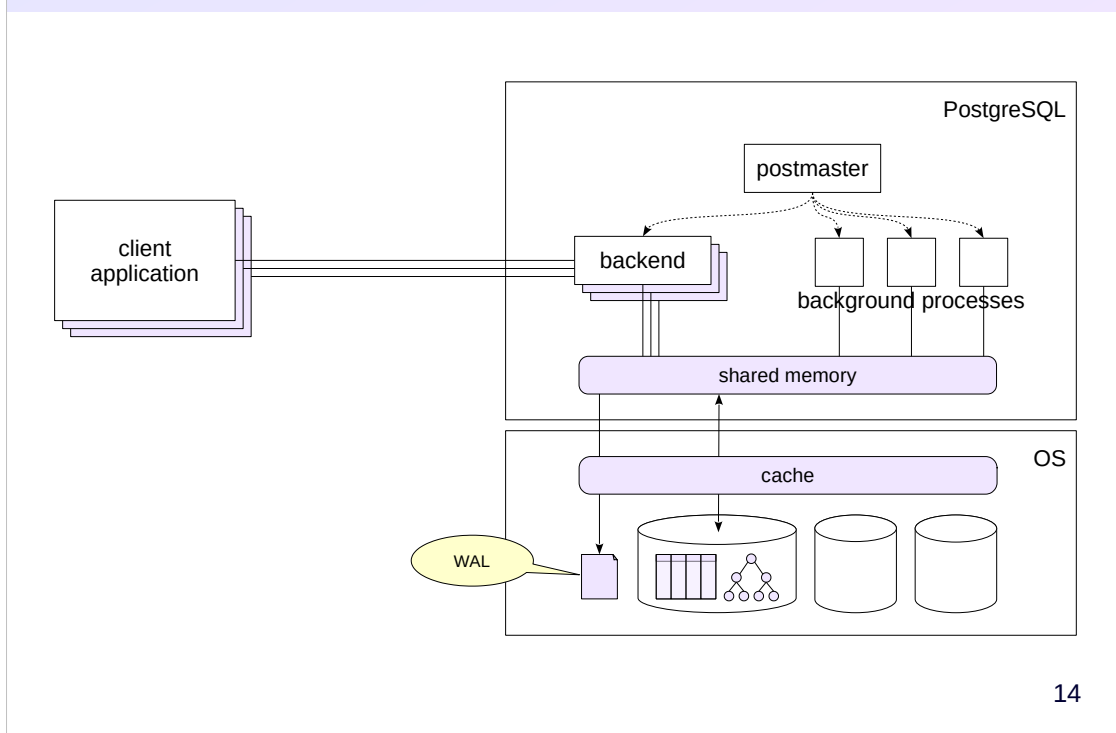 PostgreSQL
postmaster
client
application
backend
background processes
shared memory
OS
cache
WAL
14